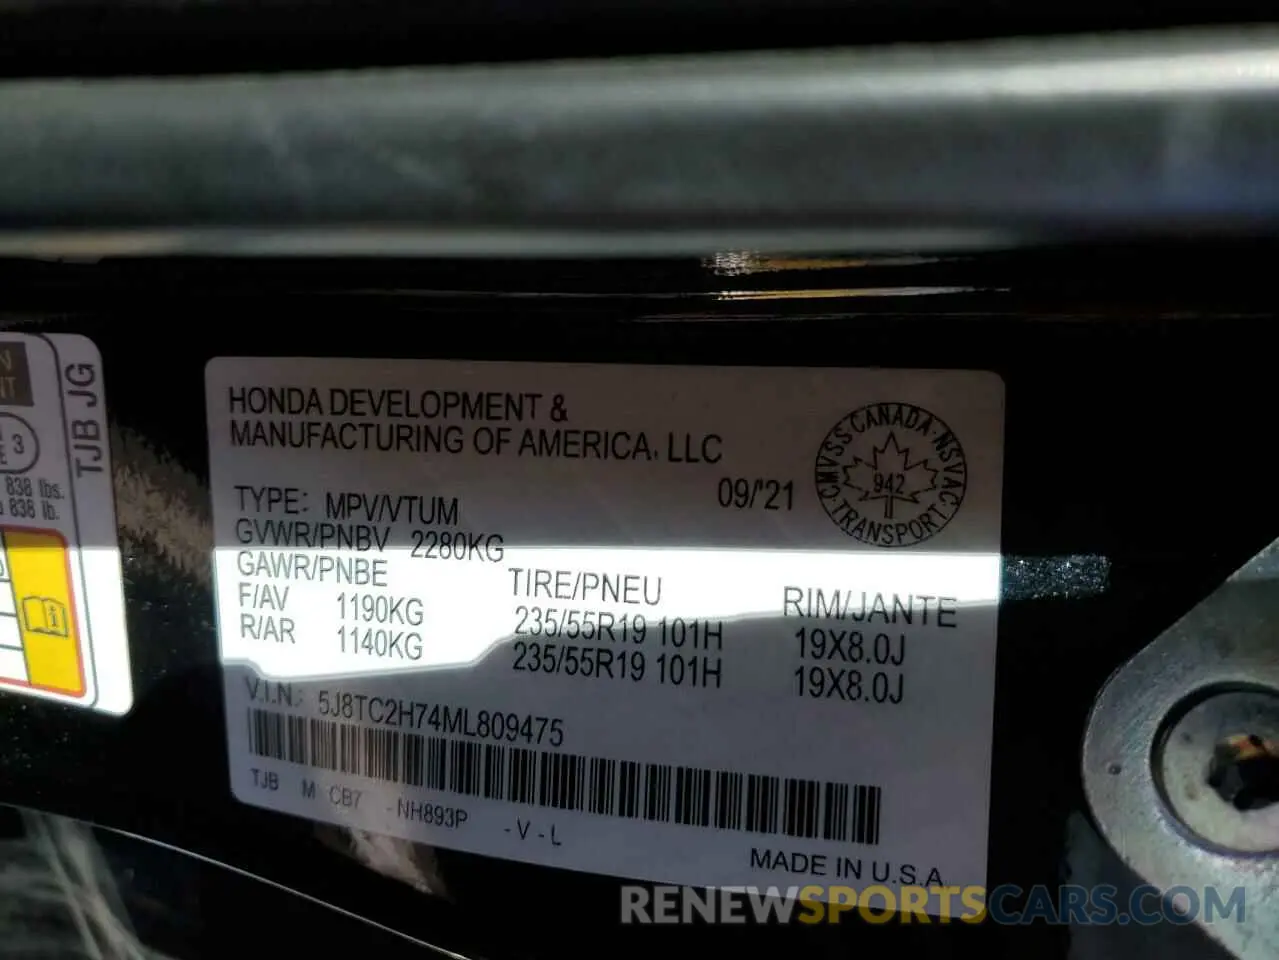 TJB JG
3
838 lbs.
838 lb.
HONDA DEVELOPMENT &
MANUFACTURING OF AMERICA, LLC
09/'21
CMVSS CANADA · NSVAC
942
TRANSPORT
TYPE: MPV/VTUM
GVWR/PNBV 2280KG
GAWR/PNBE TIRE/PNEU RIM/JANTE
F/AV 1190KG 235/55R19 101H 19X8.0J
R/AR 1140KG 235/55R19 101H 19X8.0J
V.I.N.: 5J8TC2H74ML809475
TJB M CB7 -NH893P -V-L
MADE IN U.S.A
RENEWSPORTSCARS.COM